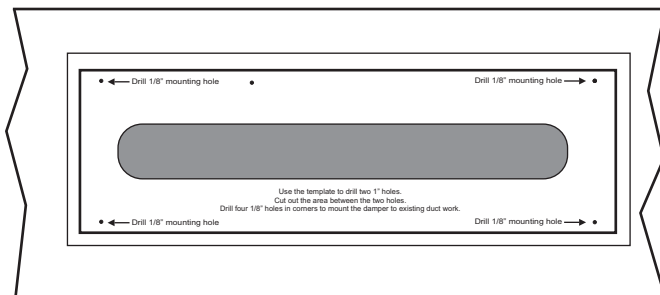 Drill 1/8" mounting hole
Drill 1/8" mounting hole
Use the template to drill two 1" holes.
Cut out the area between the two holes.
Drill four 1/8" holes in corners to mount the damper to existing duct work.
Drill 1/8" mounting hole
Drill 1/8" mounting hole